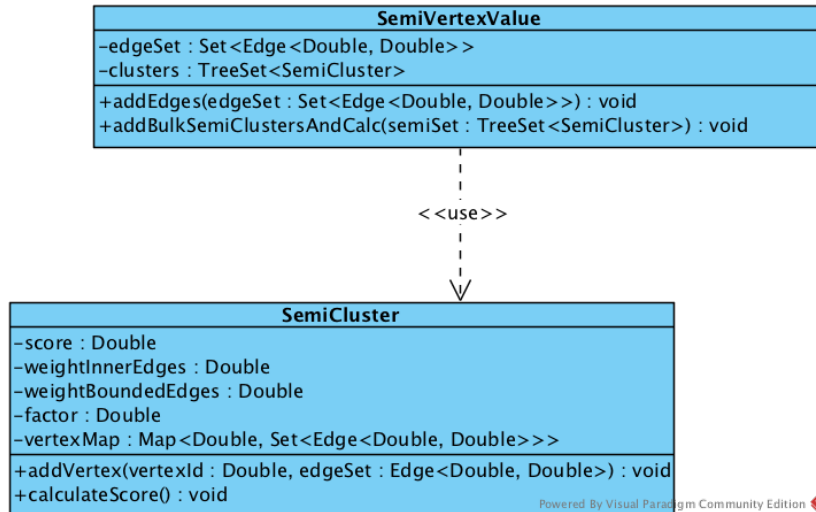 SemiVertexValue
-edgeSet : Set<Edge<Double, Double>>
-clusters : TreeSet<SemiCluster>
+addEdges(edgeSet : Set<Edge<Double, Double>>) : void
+addBulkSemiClustersAndCalc(semiSet : TreeSet<SemiCluster>) : void
<<use>>
SemiCluster
-score : Double
-weightInnerEdges : Double
-weightBoundedEdges : Double
-factor : Double
-vertexMap : Map<Double, Set<Edge<Double, Double>>>
+addVertex(vertexId : Double, edgeSet : Edge<Double, Double>) : void
+calculateScore() : void
Powered By Visual Paradigm Community Edition